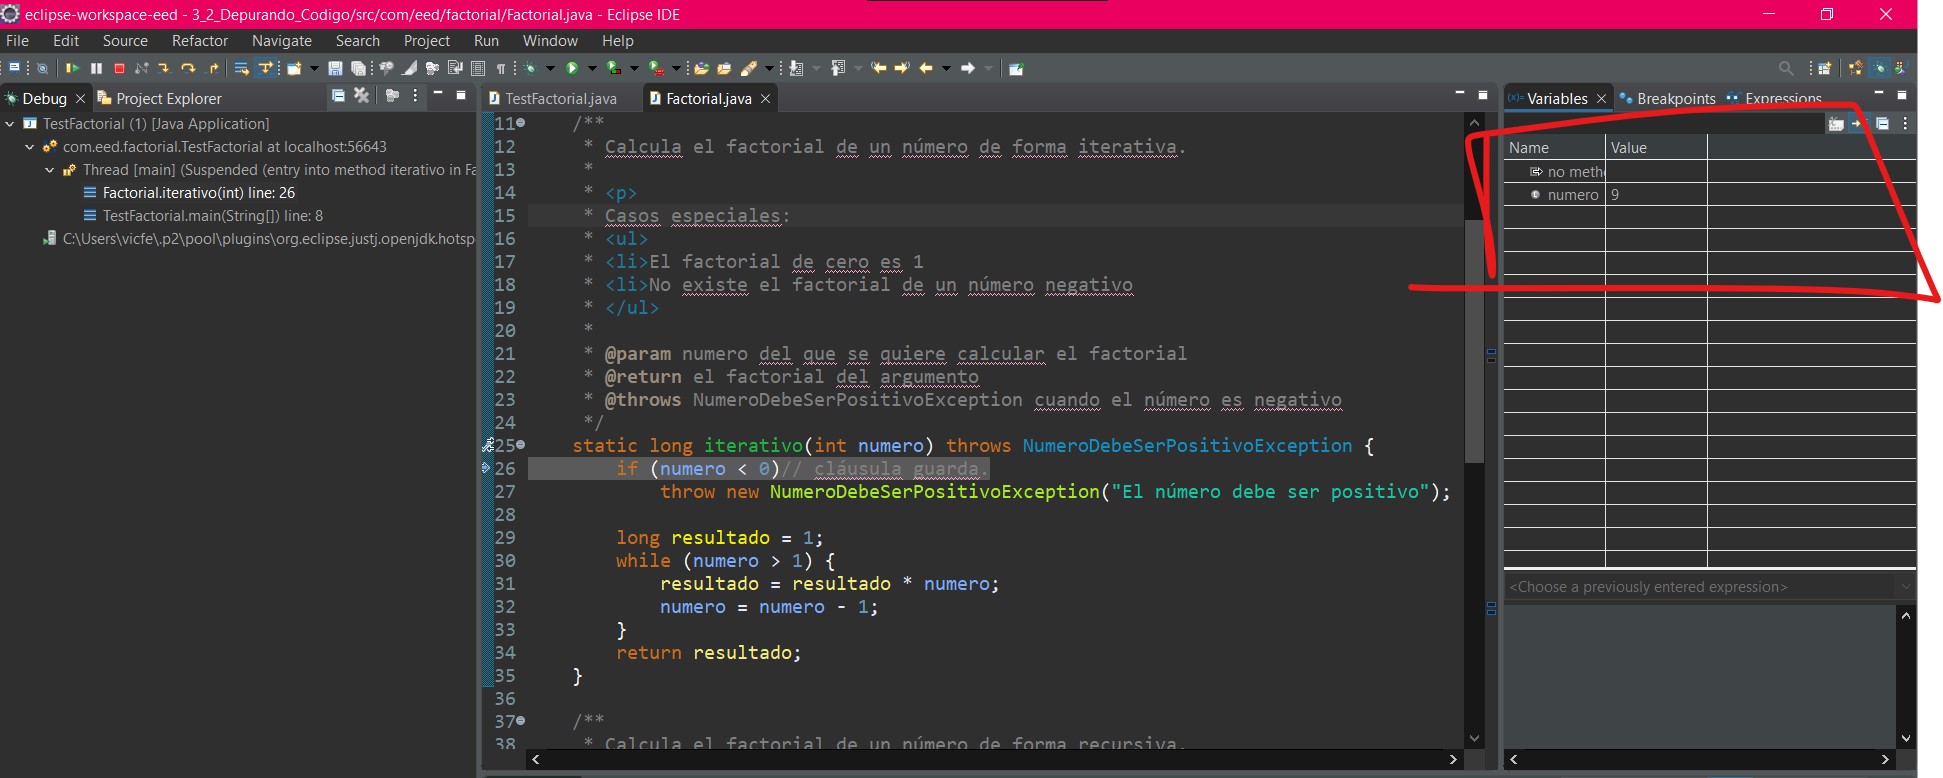 eclipse-workspace-eed - 3_2_Depurando_Codigo/src/com/eed/factorial/Factorial.java - Eclipse IDE
File Edit Source Refactor Navigate Search Project Run Window Help
Debug Project Explorer
TestFactorial (1) [Java Application]
com.eed.factorial.TestFactorial at localhost:56643
Thread [main] (Suspended (entry into method iterativo in Fa
Factorial.iterativo(int) line: 26
TestFactorial.main(String[]) line: 8
C:\Users\vicfe\.p2\pool\plugins\org.eclipse.justj.openjdk.hotsp
TestFactorial.java Factorial.java
11 /**
12 * Calcula el factorial de un número de forma iterativa.
13 *
14 * <p>
15 * Casos especiales:
16 * <ul>
17 * <li>El factorial de cero es 1
18 * <li>No existe el factorial de un número negativo
19 * </ul>
20 *
21 * @param numero del que se quiere calcular el factorial
22 * @return el factorial del argumento
23 * @throws NumeroDebeSerPositivoException cuando el número es negativo
24 */
25 static long iterativo(int numero) throws NumeroDebeSerPositivoException {
26 if (numero < 0)// cláusula guarda.
27 throw new NumeroDebeSerPositivoException("El número debe ser positivo");
28
29 long resultado = 1;
30 while (numero > 1) {
31 resultado = resultado * numero;
32 numero = numero - 1;
33 }
34 return resultado;
35 }
36
37 /**
38 * Calcula el factorial de un número de forma recursiva.
(x)= Variables Breakpoints Expressions
Name Value
no meth
numero 9
<Choose a previously entered expression>